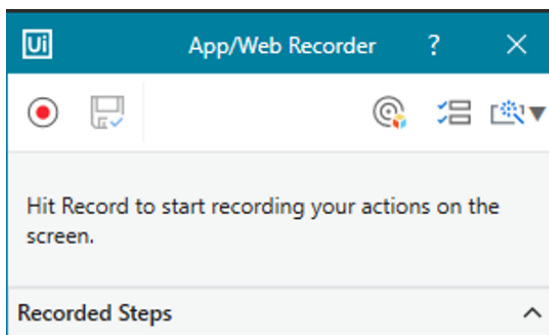 Ui App/Web Recorder ?
Hit Record to start recording your actions on the
screen.
Recorded Steps